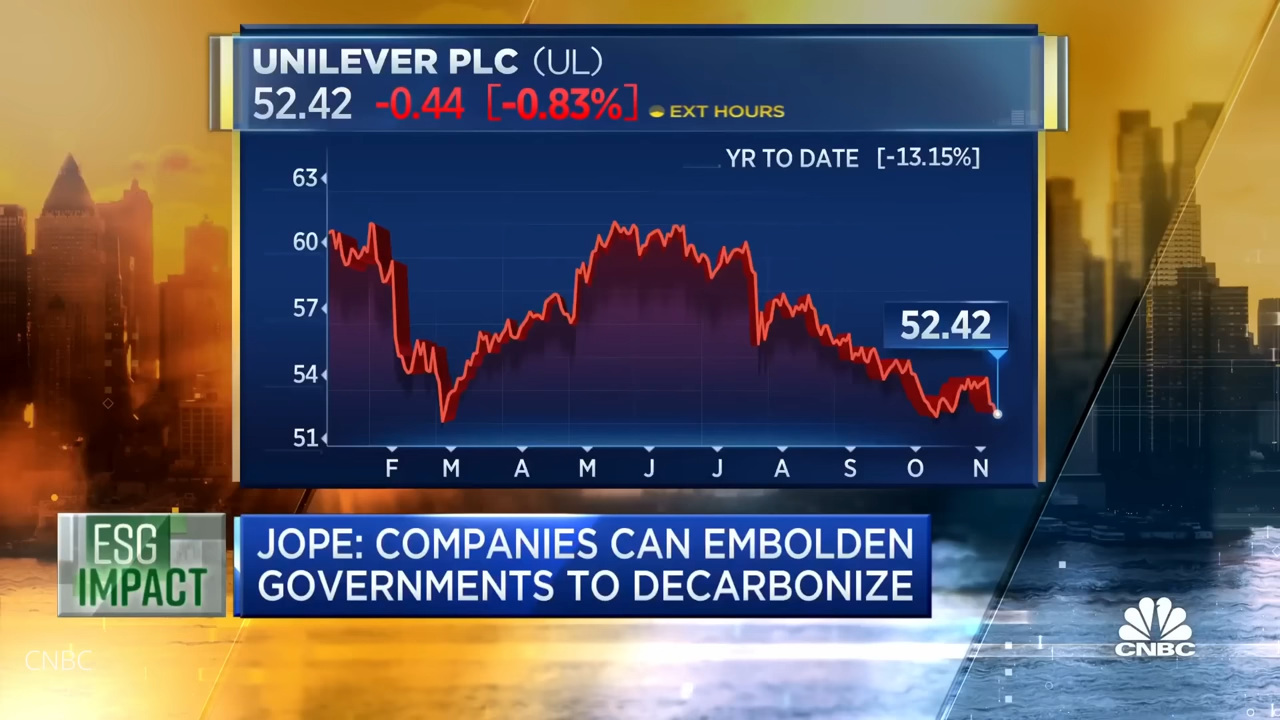 UNILEVER PLC (UL)
52.42 -0.44 [-0.83%] EXT HOURS
YR TO DATE [-13.15%]
63
60
57
54
51
52.42
F M A M J J A S O N
ESG
IMPACT
JOPE: COMPANIES CAN EMBOLDEN
GOVERNMENTS TO DECARBONIZE
CNBC
CNBC